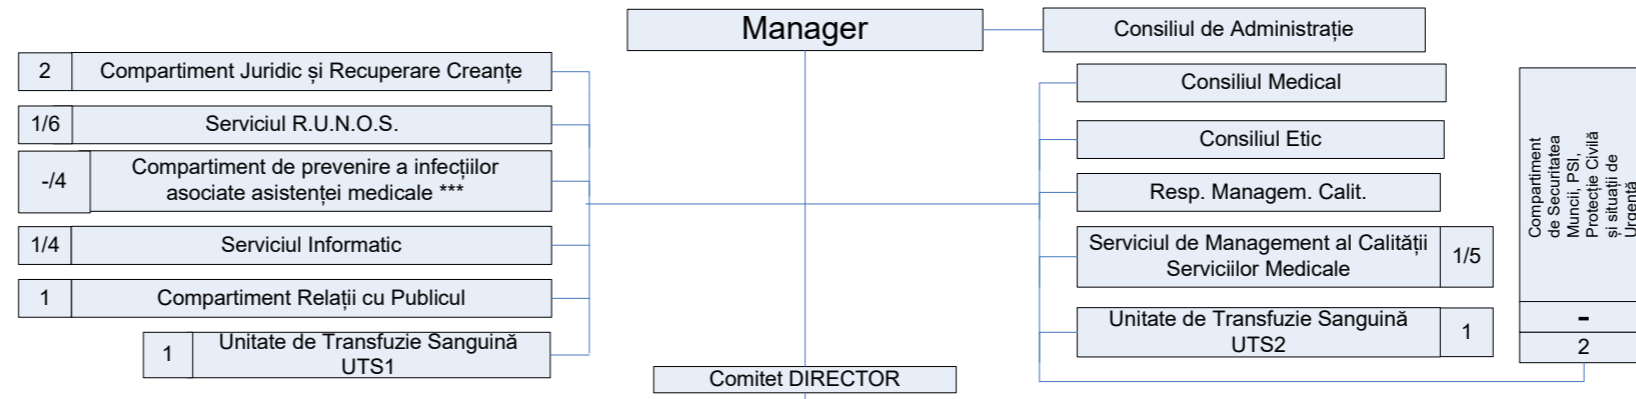 Manager
Consiliul de Administrație
2 Compartiment Juridic și Recuperare Creanțe
1/6 Serviciul R.U.N.O.S.
-/4 Compartiment de prevenire a infecțiilor
asociate asistenței medicale ***
1/4 Serviciul Informatic
1 Compartiment Relații cu Publicul
1 Unitate de Transfuzie Sanguină
UTS1
Consiliul Medical
Consiliul Etic
Resp. Managem. Calit.
Serviciul de Management al Calității
Serviciilor Medicale 1/5
Unitate de Transfuzie Sanguină
UTS2 1
Compartiment
de Securitatea
Muncii, PSI,
Protecție Civilă
și situații de
Urgență
-
2
Comitet DIRECTOR